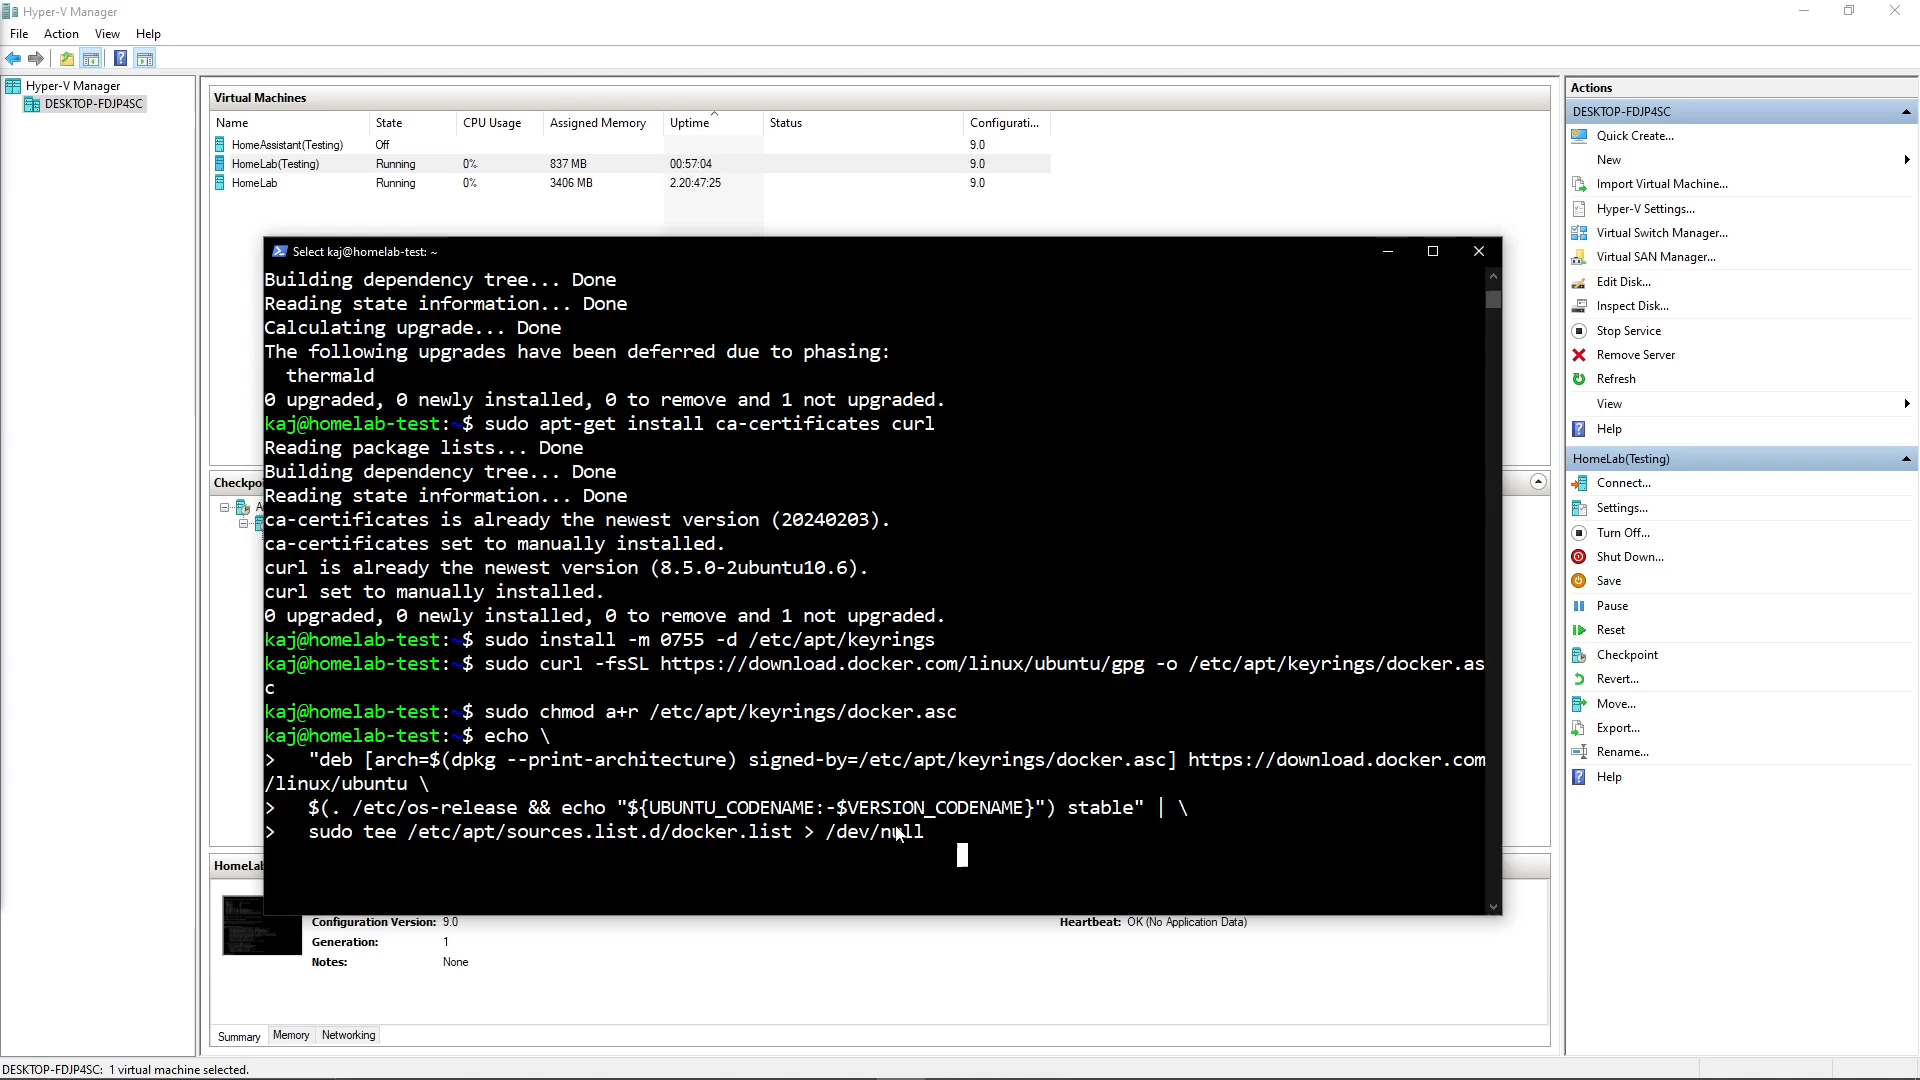 Hyper-V Manager
File Action View Help
Hyper-V Manager
DESKTOP-FDJP4SC
Virtual Machines
Name State CPU Usage Assigned Memory Uptime Status Configurati...
HomeAssistant(Testing) Off 9.0
HomeLab(Testing) Running 0% 837 MB 00:57:04 9.0
HomeLab Running 0% 3406 MB 2.20:47:25 9.0
Checkpoi
A
Select kaj@homelab-test: ~
Building dependency tree... Done
Reading state information... Done
Calculating upgrade... Done
The following upgrades have been deferred due to phasing:
thermald
0 upgraded, 0 newly installed, 0 to remove and 1 not upgraded.
kaj@homelab-test:~$ sudo apt-get install ca-certificates curl
Reading package lists... Done
Building dependency tree... Done
Reading state information... Done
ca-certificates is already the newest version (20240203).
ca-certificates set to manually installed.
curl is already the newest version (8.5.0-2ubuntu10.6).
curl set to manually installed.
0 upgraded, 0 newly installed, 0 to remove and 1 not upgraded.
kaj@homelab-test:~$ sudo install -m 0755 -d /etc/apt/keyrings
kaj@homelab-test:~$ sudo curl -fsSL https://download.docker.com/linux/ubuntu/gpg -o /etc/apt/keyrings/docker.as
c
kaj@homelab-test:~$ sudo chmod a+r /etc/apt/keyrings/docker.asc
kaj@homelab-test:~$ echo \
> "deb [arch=$(dpkg --print-architecture) signed-by=/etc/apt/keyrings/docker.asc] https://download.docker.com
/linux/ubuntu \
> $(. /etc/os-release && echo "${UBUNTU_CODENAME:-$VERSION_CODENAME}") stable" | \
> sudo tee /etc/apt/sources.list.d/docker.list > /dev/null
HomeLab
Configuration Version: 9.0
Generation: 1
Notes: None
Heartbeat: OK (No Application Data)
Summary Memory Networking
Actions
DESKTOP-FDJP4SC
Quick Create...
New
Import Virtual Machine...
Hyper-V Settings...
Virtual Switch Manager...
Virtual SAN Manager...
Edit Disk...
Inspect Disk...
Stop Service
Remove Server
Refresh
View
Help
HomeLab(Testing)
Connect...
Settings...
Turn Off...
Shut Down...
Save
Pause
Reset
Checkpoint
Revert...
Move...
Export...
Rename...
Help
DESKTOP-FDJP4SC: 1 virtual machine selected.